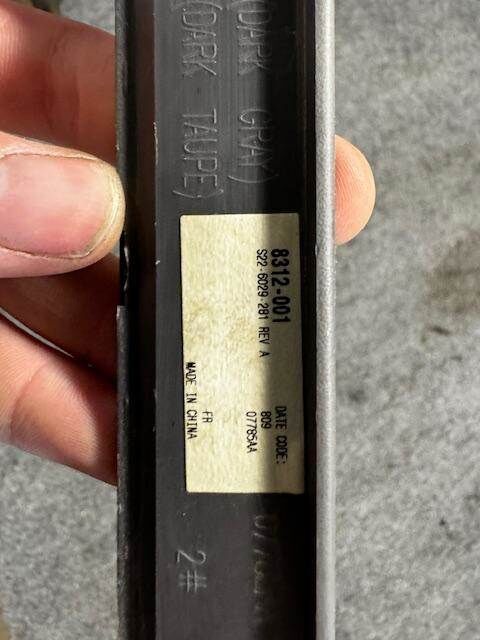 (DARK GRAY)
(DARK TAUPE)
8312-001
S22-6029-281 REV A
DATE CODE:
809
07785AA
FR
MADE IN CHINA
2#